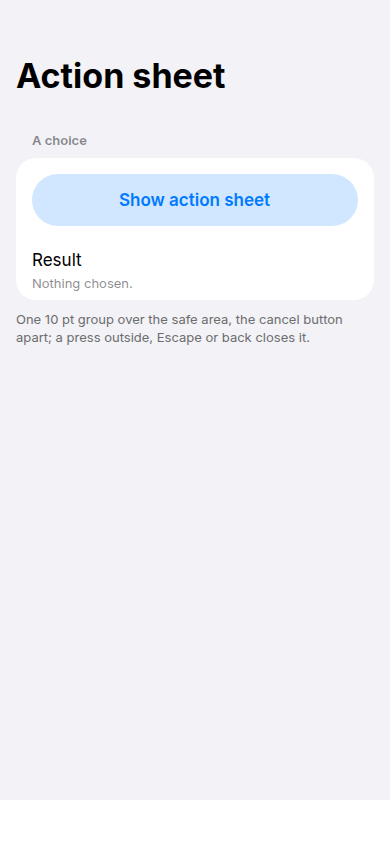 Action sheet
A choice
Show action sheet
Result
Nothing chosen.
One 10 pt group over the safe area, the cancel button
apart; a press outside, Escape or back closes it.